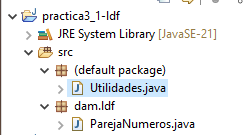 practica3_1-ldf
JRE System Library [JavaSE-21]
src
(default package)
Utilidades.java
dam.ldf
ParejaNumeros.java